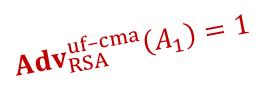 Adv^{uf-cma}_{RSA}(A_1) = 1